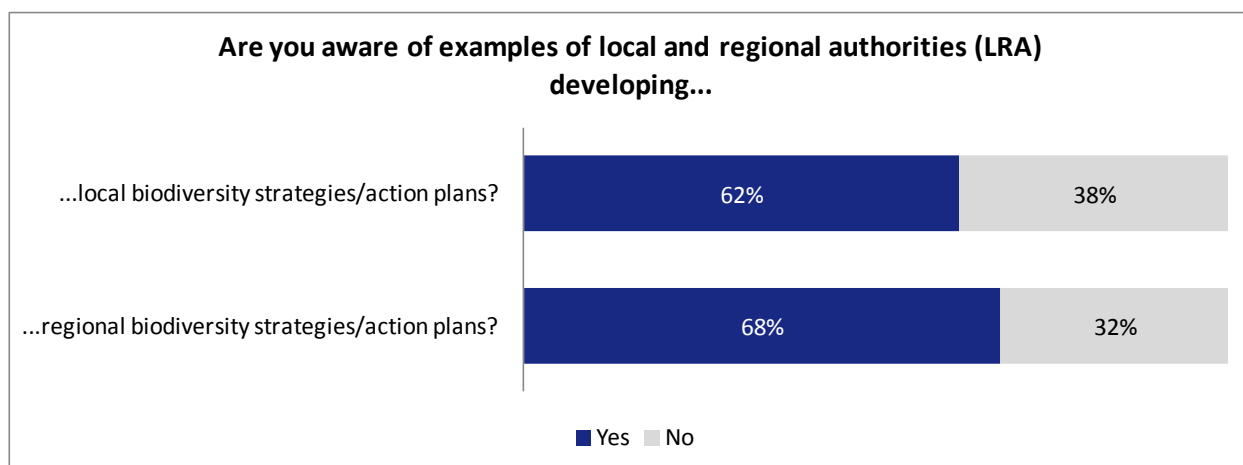 Are you aware of examples of local and regional authorities (LRA)
developing...
...local biodiversity strategies/action plans?
62%
38%
...regional biodiversity strategies/action plans?
68%
32%
Yes
No